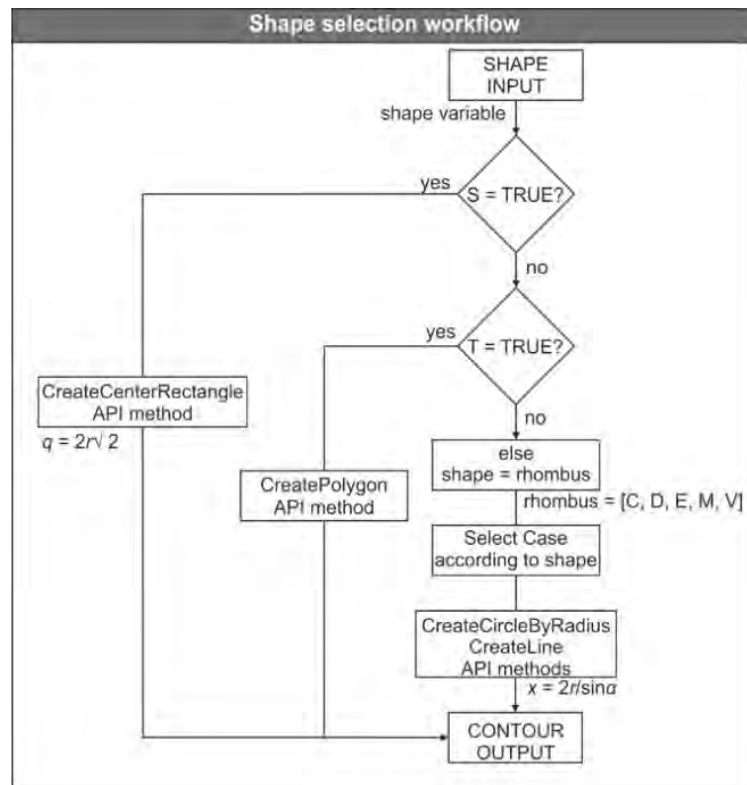 Shape selection workflow
SHAPE
INPUT
shape variable
yes
S = TRUE?
no
yes
T = TRUE?
no
CreateCenterRectangle
API method
q = 2r√ 2
CreatePolygon
API method
else
shape = rhombus
rhombus = [C, D, E, M, V]
Select Case
according to shape
CreateCircleByRadius
CreateLine
API methods
x = 2r/sinα
CONTOUR
OUTPUT